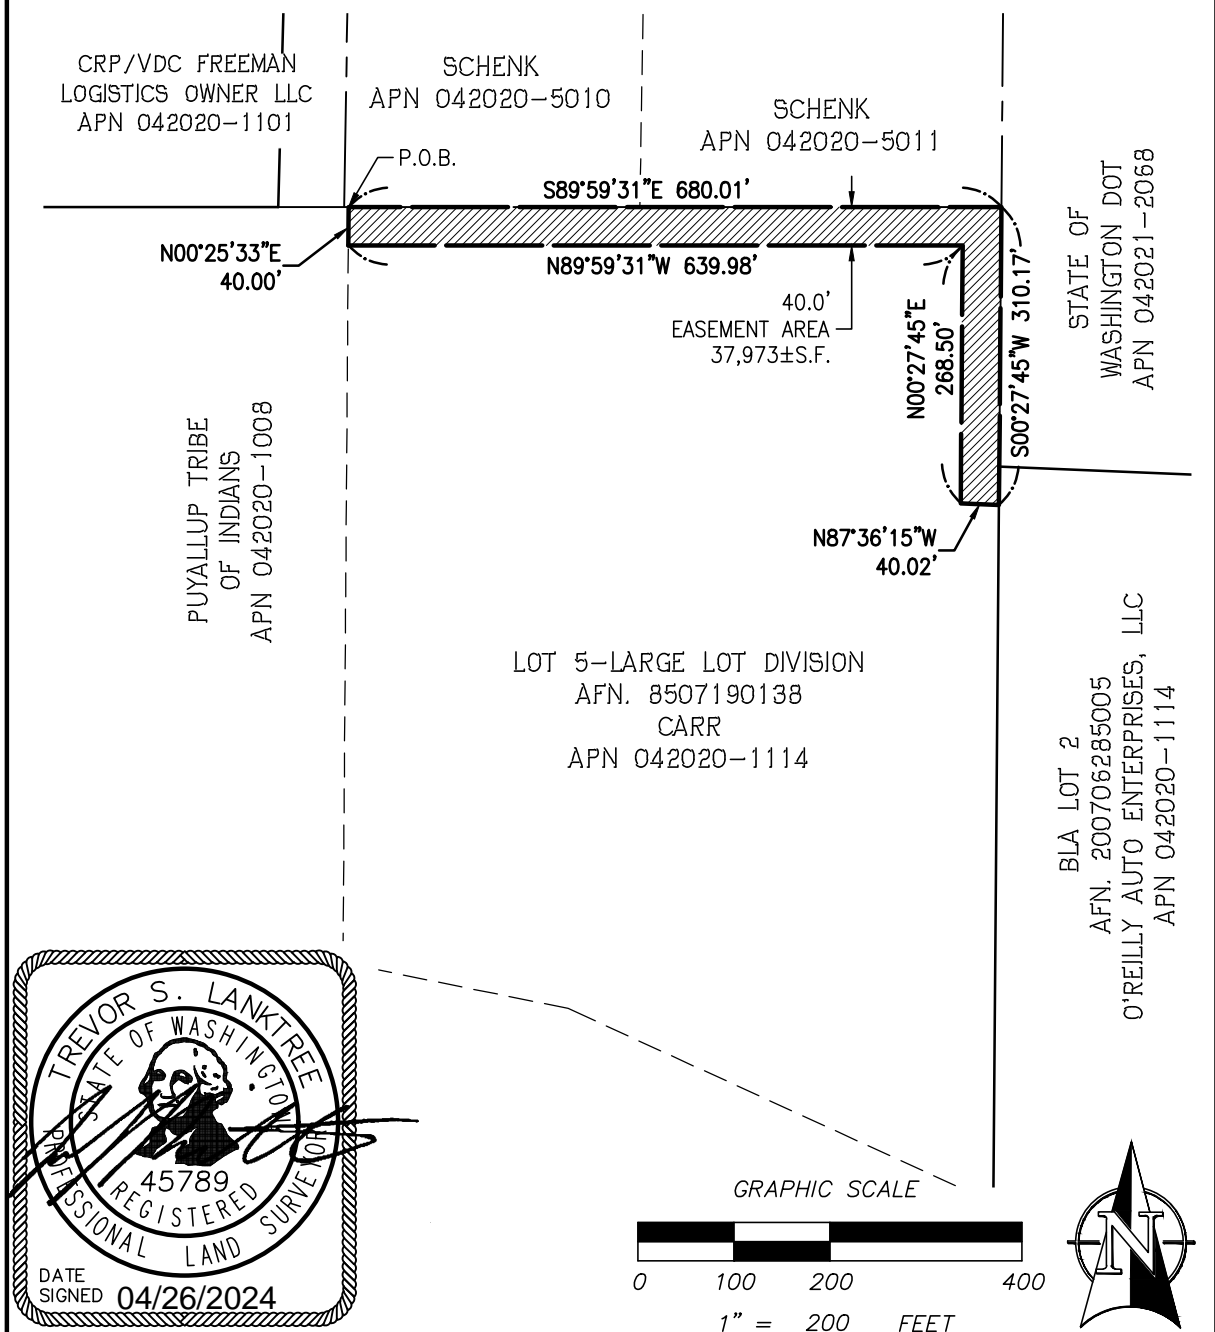 CRP/VDC FREEMAN
LOGISTICS OWNER LLC
APN 042020-1101
SCHENK
APN 042020-5010
SCHENK
APN 042020-5011
P.O.B.
S89°59'31"E 680.01'
N00°25'33"E
40.00'
N89°59'31"W 639.98'
40.0'
EASEMENT AREA
37,973±S.F.
N00°27'45"E
268.50'
S00°27'45"W 310.17'
STATE OF
WASHINGTON DOT
APN 042021-2068
PUYALLUP TRIBE
OF INDIANS
APN 042020-1008
N87°36'15"W
40.02'
LOT 5-LARGE LOT DIVISION
AFN. 8507190138
CARR
APN 042020-1114
BLA LOT 2
AFN. 200706285005
O'REILLY AUTO ENTERPRISES, LLC
APN 042020-1114
TREVOR S. LANKTREE
STATE OF WASHINGTON
45789
REGISTERED
PROFESSIONAL LAND SURVEYOR
DATE
SIGNED 04/26/2024
GRAPHIC SCALE
0 100 200 400
1" = 200 FEET
N